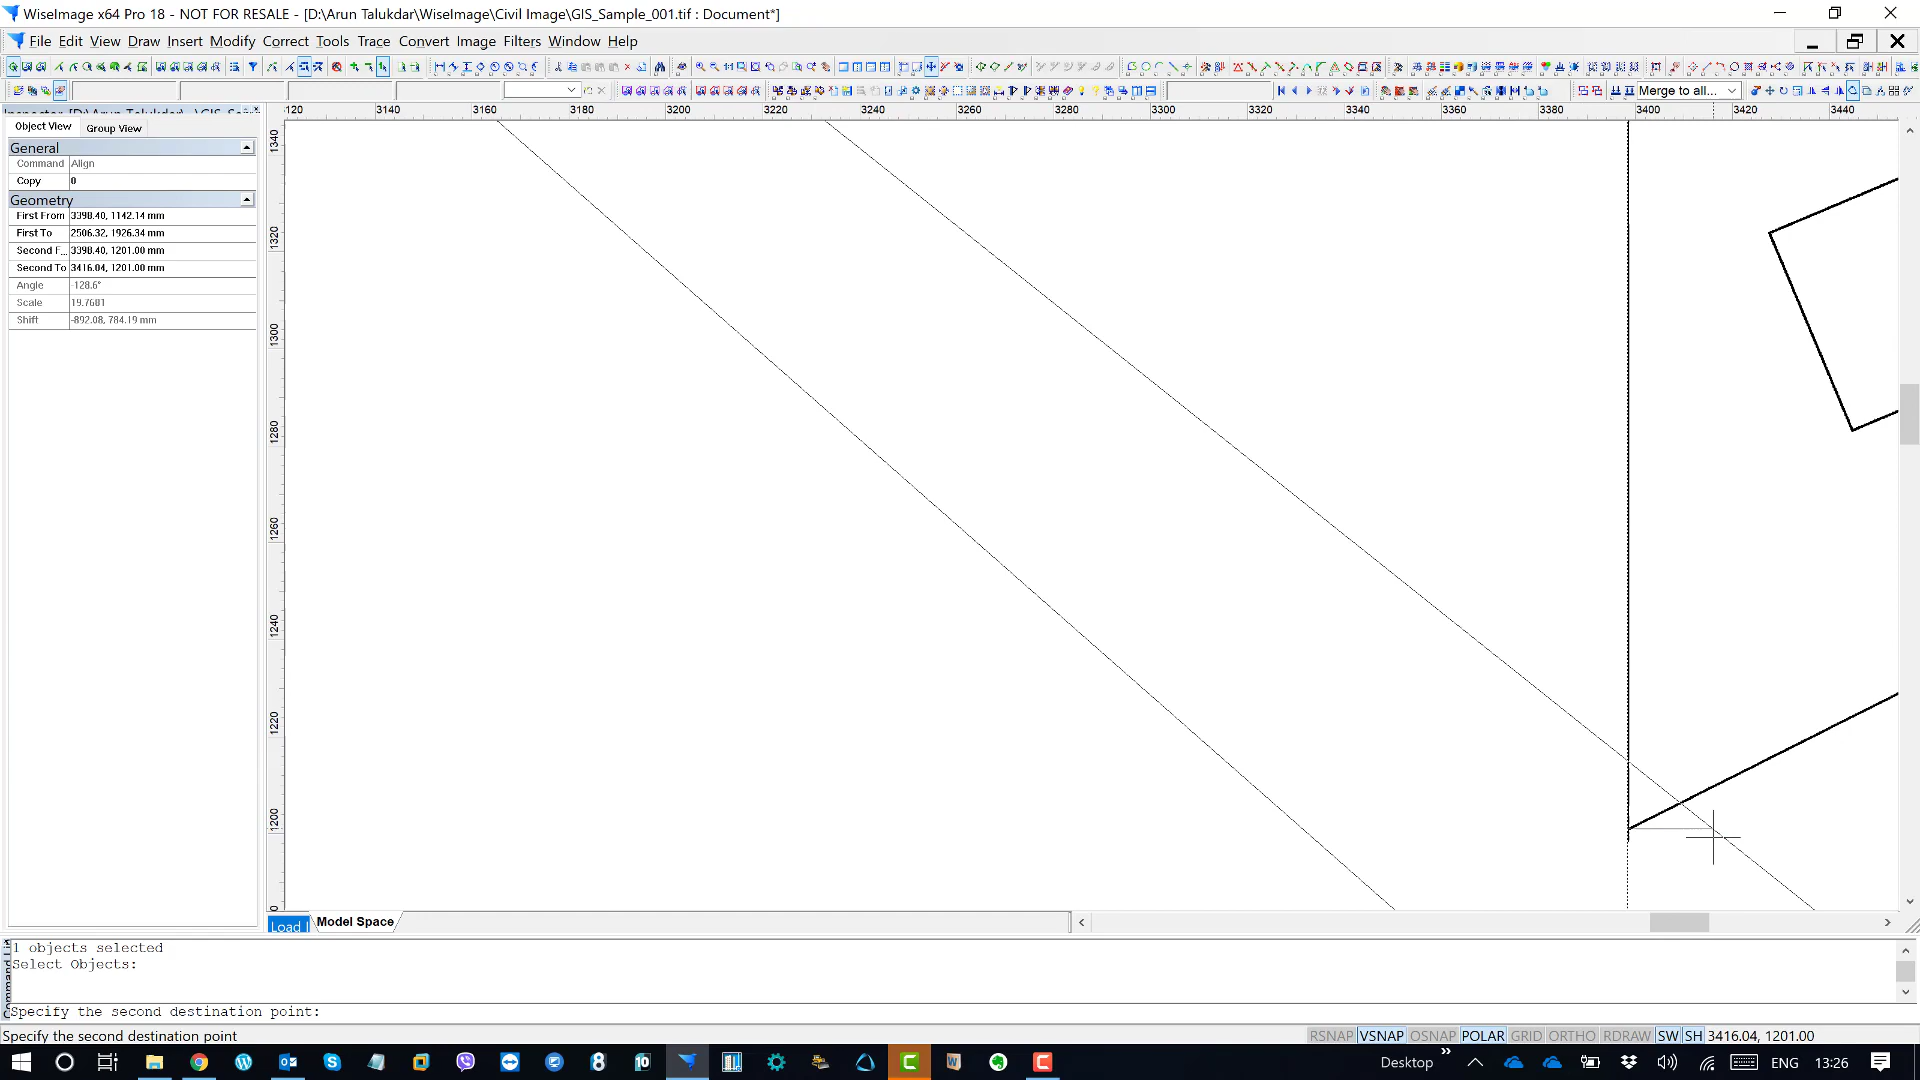 WiseImage x64 Pro 18 - NOT FOR RESALE - [D:\Arun Talukdar\WiseImage\Civil Image\GIS_Sample_001.tif : Document*]
File Edit View Draw Insert Modify Correct Tools Trace Convert Image Filters Window Help
Merge to all...
3120 3140 3160 3180 3200 3220 3240 3260 3280 3300 3320 3340 3360 3380 3400 3420 3440
Object View Group View
General
Command Align
Copy 0
Geometry
First From 3398.40, 1142.14 mm
First To 2506.32, 1926.34 mm
Second F... 3398.40, 1201.00 mm
Second To 3416.04, 1201.00 mm
Angle -128.6°
Scale 19.7601
Shift -892.08, 784.19 mm
1340
1320
1300
1280
1260
1240
1220
1200
Load Model Space
1 objects selected
Select Objects:
Specify the second destination point:
Specify the second destination point
RSNAP VSNAP OSNAP POLAR GRID ORTHO RDRAW SW SH 3416.04, 1201.00
Desktop ENG 13:26